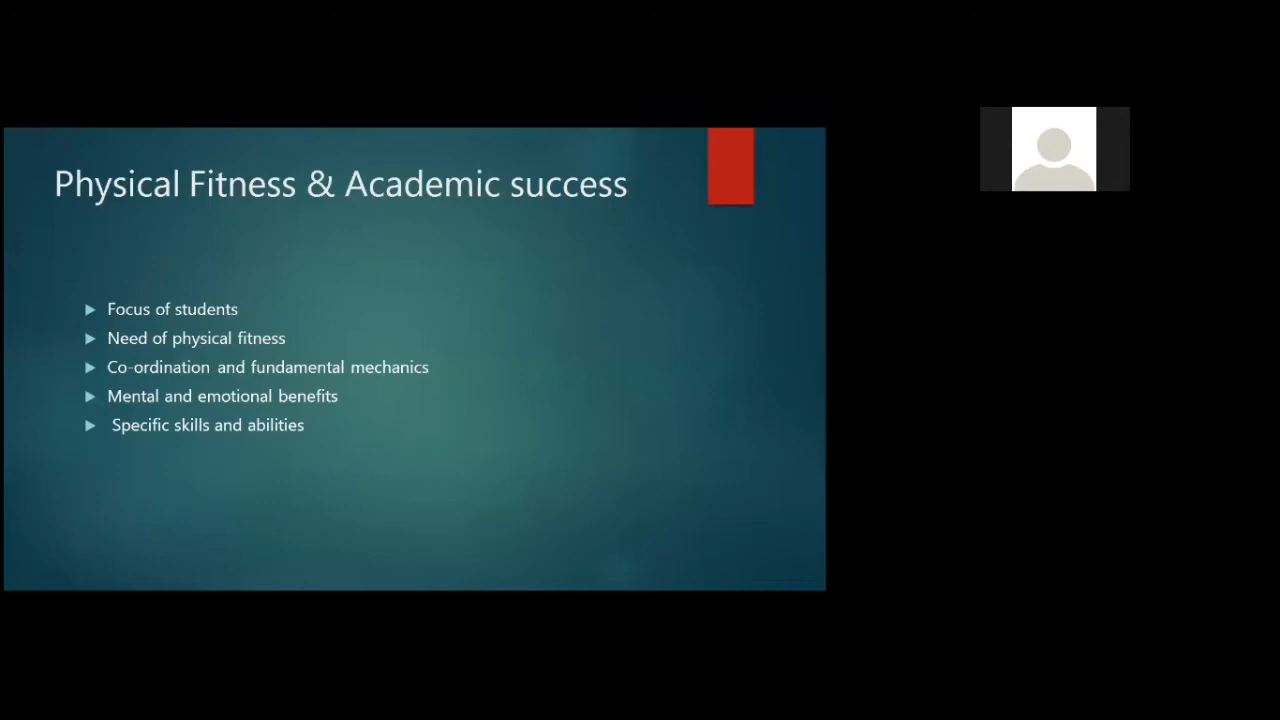 Physical Fitness & Academic success
Focus of students
Need of physical fitness
Co-ordination and fundamental mechanics
Mental and emotional benefits
Specific skills and abilities